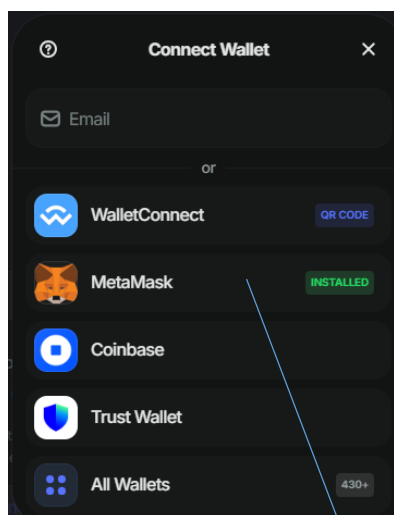 Connect Wallet
Email
or
WalletConnect QR CODE
MetaMask INSTALLED
Coinbase
Trust Wallet
All Wallets 430+